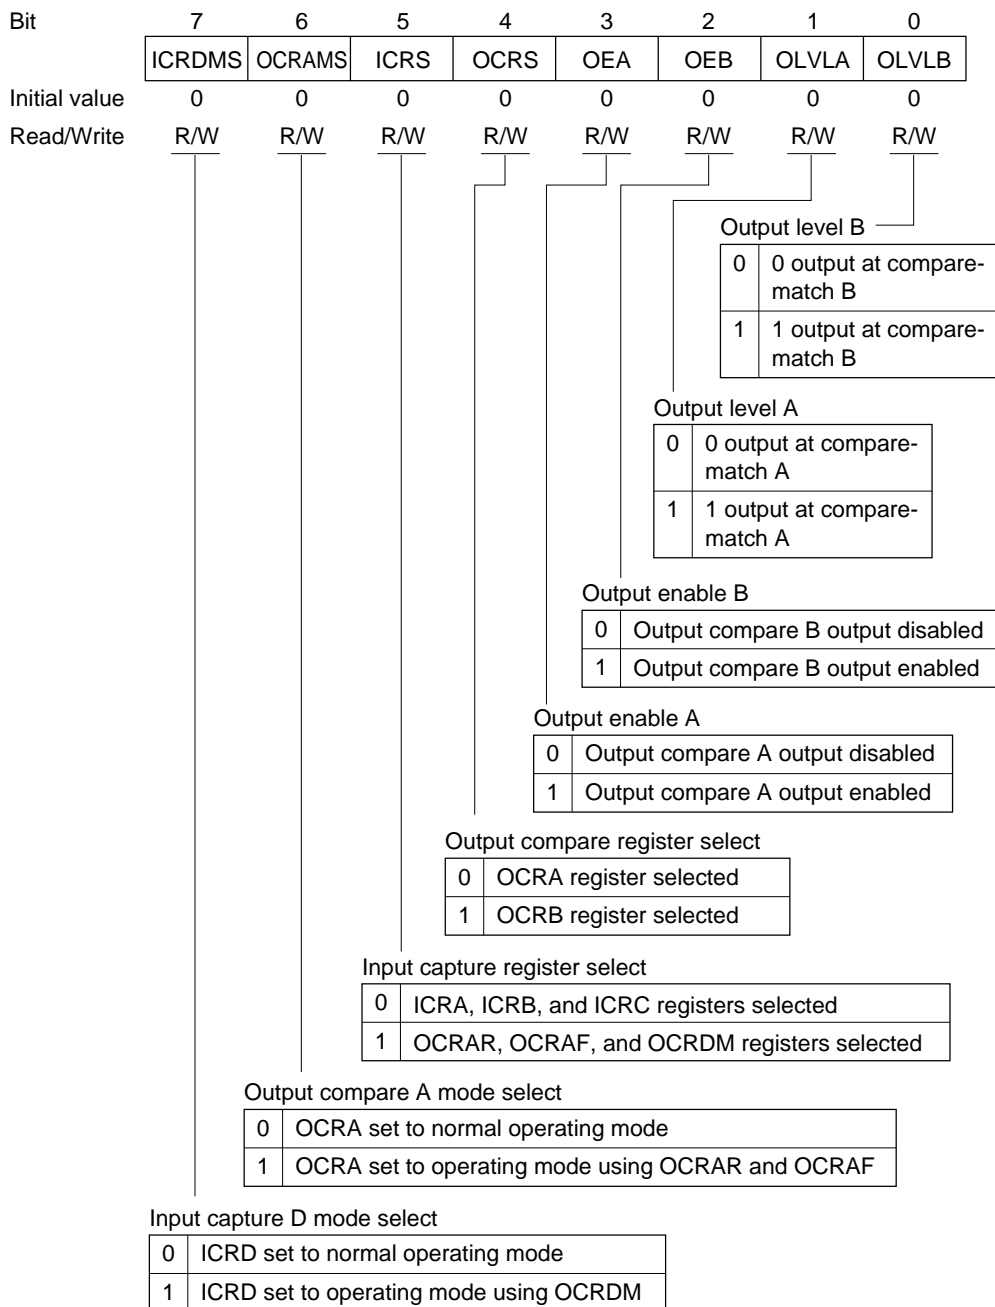 Bit 7 6 5 4 3 2 1 0
ICRDMS OCRAMS ICRS OCRS OEA OEB OLVLA OLVLB
Initial value 0 0 0 0 0 0 0 0
Read/Write R/W R/W R/W R/W R/W R/W R/W R/W
Output level B
0 0 output at compare-
match B
1 1 output at compare-
match B
Output level A
0 0 output at compare-
match A
1 1 output at compare-
match A
Output enable B
0 Output compare B output disabled
1 Output compare B output enabled
Output enable A
0 Output compare A output disabled
1 Output compare A output enabled
Output compare register select
0 OCRA register selected
1 OCRB register selected
Input capture register select
0 ICRA, ICRB, and ICRC registers selected
1 OCRAR, OCRAF, and OCRDM registers selected
Output compare A mode select
0 OCRA set to normal operating mode
1 OCRA set to operating mode using OCRAR and OCRAF
Input capture D mode select
0 ICRD set to normal operating mode
1 ICRD set to operating mode using OCRDM